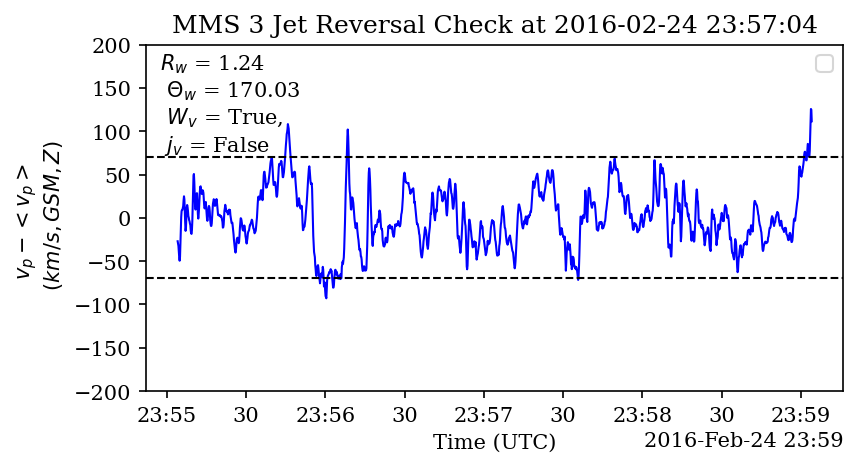 MMS 3 Jet Reversal Check at 2016-02-24 23:57:04
R_w = 1.24
Θ_w = 170.03
W_v = True,
j_v = False
200
150
100
50
0
−50
−100
−150
−200
v_p − < v_p >
(km/s, GSM, Z)
23:55 30 23:56 30 23:57 30 23:58 30 23:59
Time (UTC)
2016-Feb-24 23:59